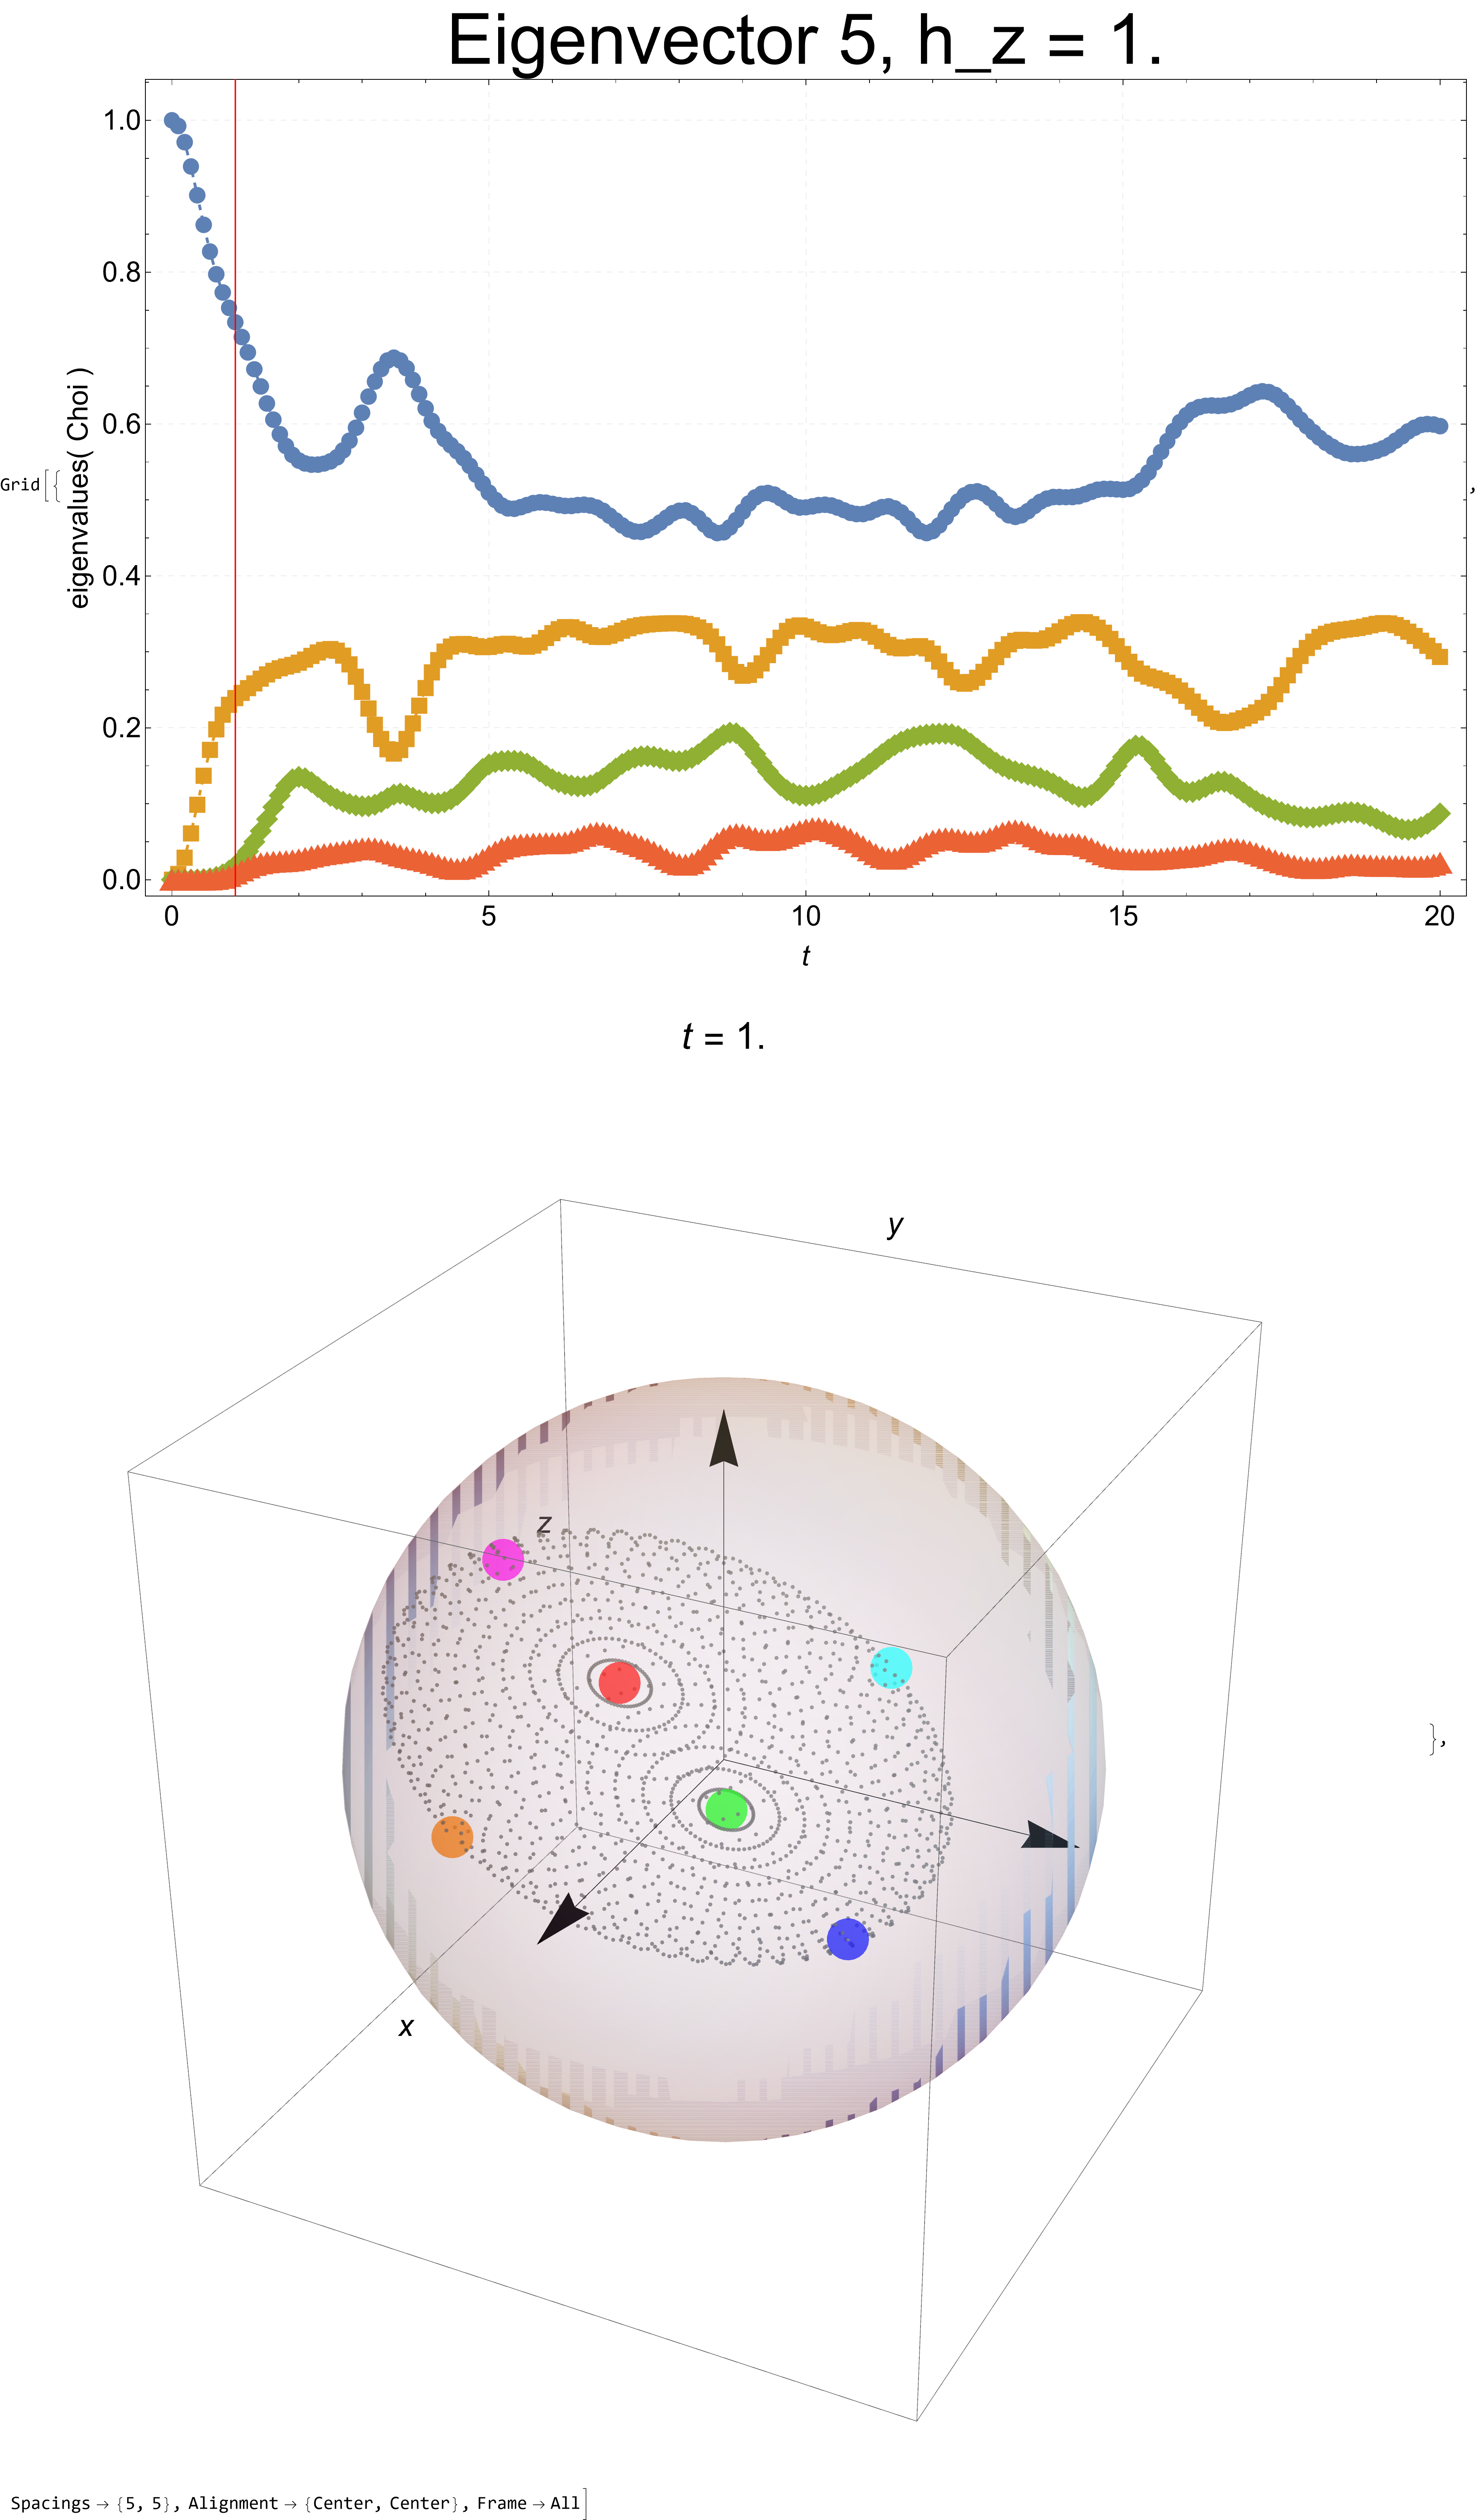 Eigenvector 5, h_z = 1.
1.0
0.8
0.6
0.4
0.2
0.0
eigenvalues( Choi )
Grid[{
,
0 5 10 15 20
t
t = 1.
y
z
x
},
Spacings → {5, 5}, Alignment → {Center, Center}, Frame → All]